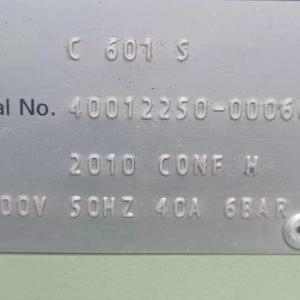 C 601 S
al No. 40012250-0006
2010 CONF H
00V 50HZ 40A 6BAR